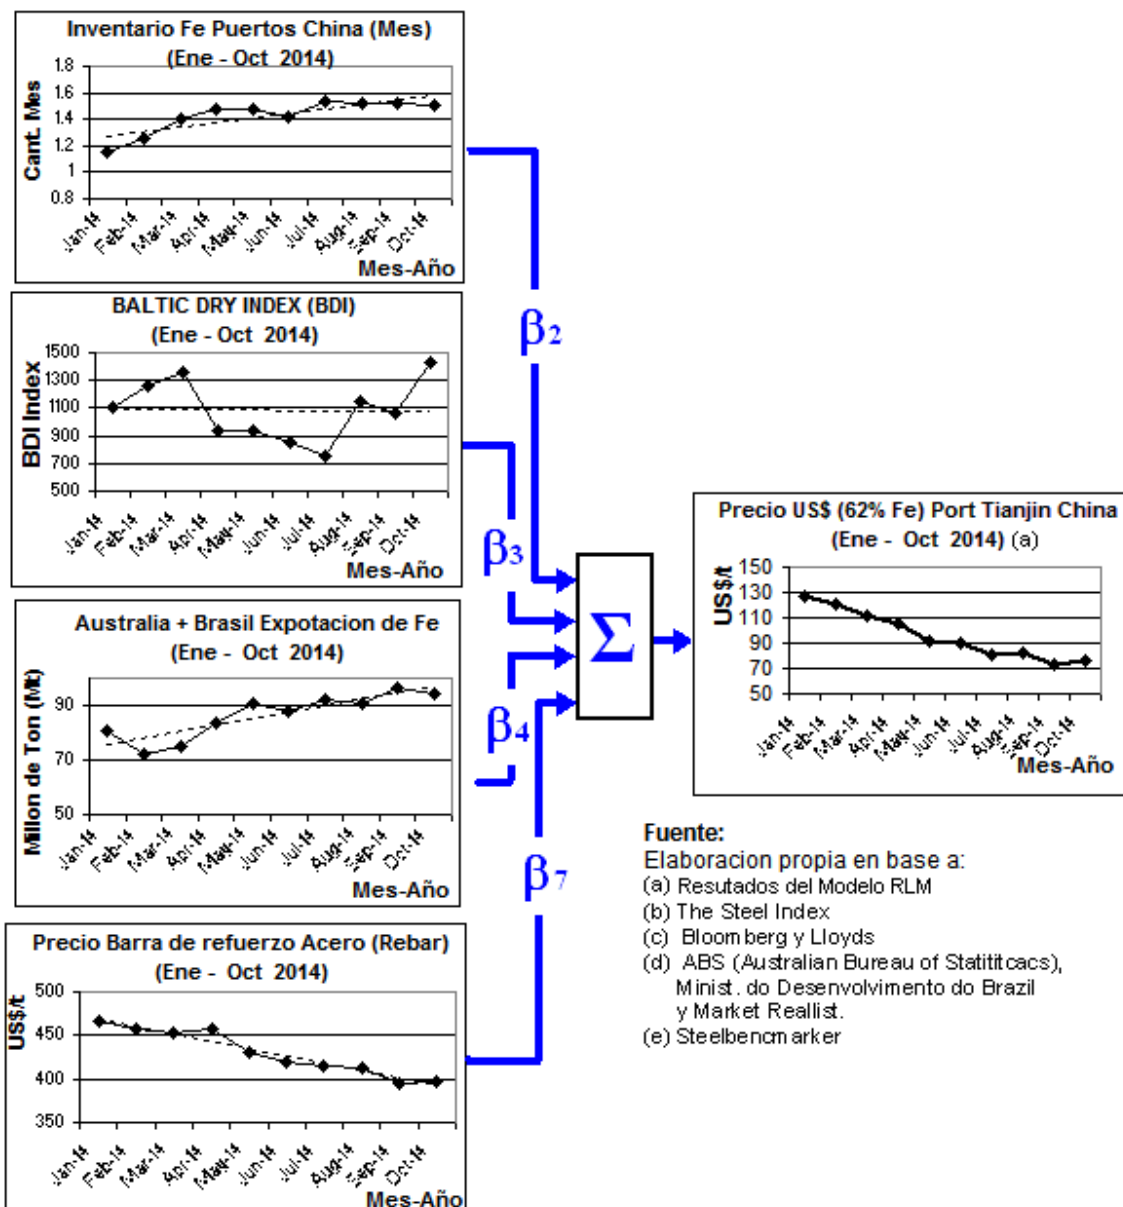 Inventario Fe Puertos China (Mes)
(Ene - Oct 2014)
Cant. Mes
1.8
1.6
1.4
1.2
1
0.8
Jan-14 Feb-14 Mar-14 Apr-14 May-14 Jun-14 Jul-14 Aug-14 Sep-14 Oct-14
Mes-Año
BALTIC DRY INDEX (BDI)
(Ene - Oct 2014)
BDI Index
1500
1300
1100
900
700
500
Jan-14 Feb-14 Mar-14 Apr-14 May-14 Jun-14 Jul-14 Aug-14 Sep-14 Oct-14
Mes-Año
Australia + Brasil Expotacion de Fe
(Ene - Oct 2014)
Millon de Ton (Mt)
90
70
50
Jan-14 Feb-14 Mar-14 Apr-14 May-14 Jun-14 Jul-14 Aug-14 Sep-14 Oct-14
Mes-Año
Precio Barra de refuerzo Acero (Rebar)
(Ene - Oct 2014)
US$/t
500
450
400
350
Jan-14 Feb-14 Mar-14 Apr-14 May-14 Jun-14 Jul-14 Aug-14 Sep-14 Oct-14
Mes-Año
β2
β3
β4
β7
Σ
Precio US$ (62% Fe) Port Tianjin China
(Ene - Oct 2014) (a)
US$/t
150
130
110
90
70
50
Jan-14 Feb-14 Mar-14 Apr-14 May-14 Jun-14 Jul-14 Aug-14 Sep-14 Oct-14
Mes-Año
Fuente:
Elaboracion propia en base a:
(a) Resutados del Modelo RLM
(b) The Steel Index
(c) Bloomberg y Lloyds
(d) ABS (Australian Bureau of Statititcacs),
Minist. do Desenvolvimento do Brazil
y Market Reallist.
(e) Steelbencmarker